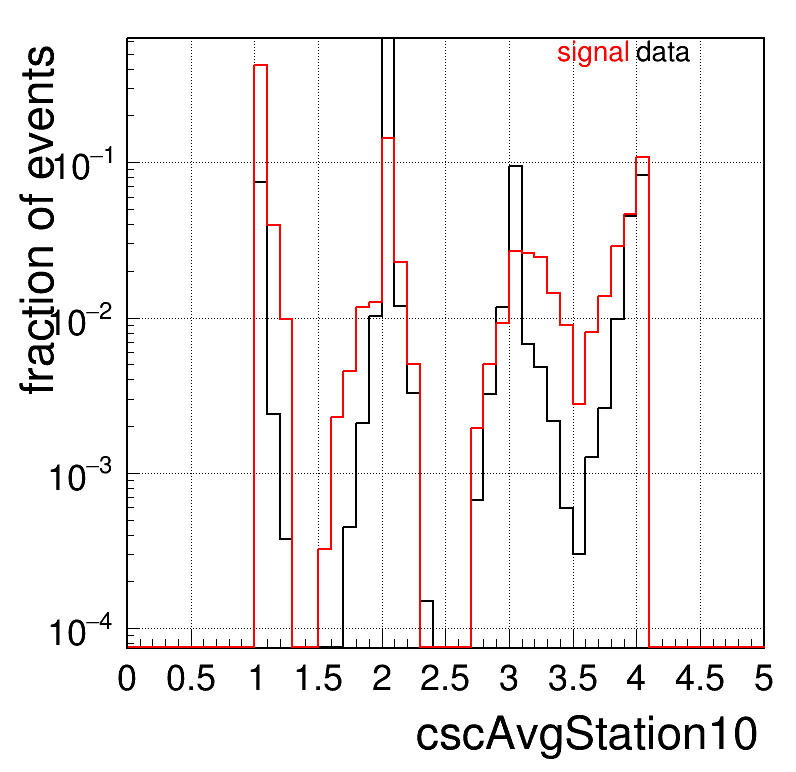 signal data
fraction of events
10⁻¹
10⁻²
10⁻³
10⁻⁴
0 0.5 1 1.5 2 2.5 3 3.5 4 4.5 5
cscAvgStation10